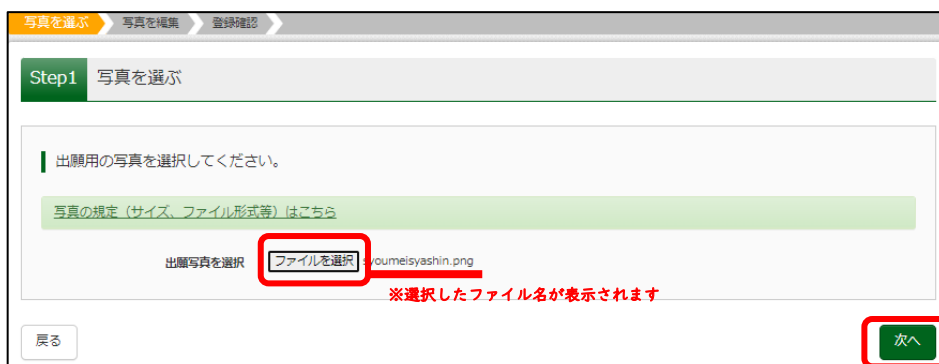 写真を選ぶ 写真を編集 登録確認
Step1 写真を選ぶ
出願用の写真を選択してください。
写真の規定（サイズ、ファイル形式等）はこちら
出願写真を選択 ファイルを選択 syoumeisyashin.png
※選択したファイル名が表示されます
戻る 次へ